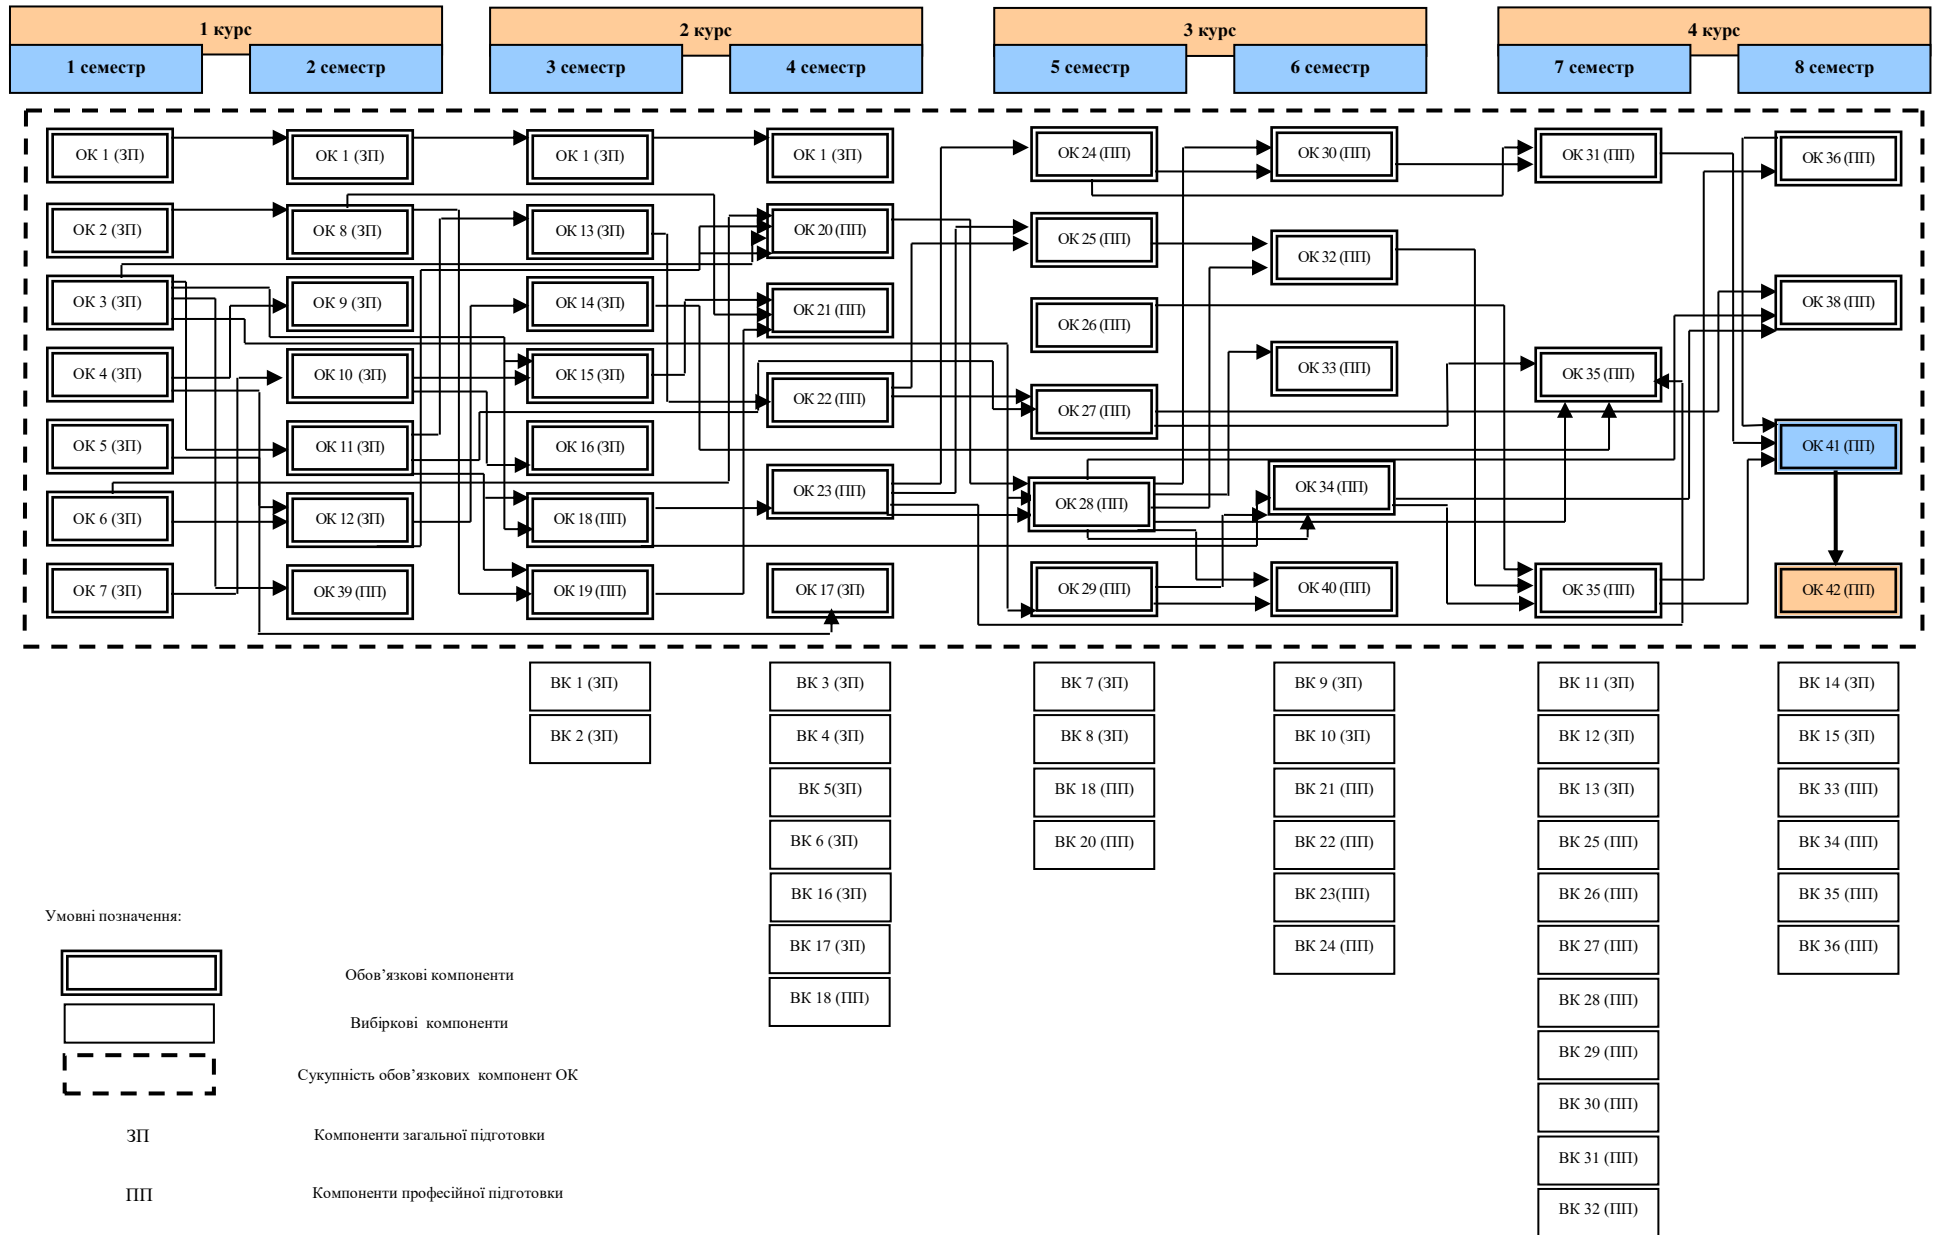 1 курс
2 курс
3 курс
4 курс
1 семестр
2 семестр
3 семестр
4 семестр
5 семестр
6 семестр
7 семестр
8 семестр
ОК 1 (ЗП)
ОК 2 (ЗП)
ОК 3 (ЗП)
ОК 4 (ЗП)
ОК 5 (ЗП)
ОК 6 (ЗП)
ОК 7 (ЗП)
ОК 1 (ЗП)
ОК 8 (ЗП)
ОК 9 (ЗП)
ОК 10 (ЗП)
ОК 11 (ЗП)
ОК 12 (ЗП)
ОК 39 (ПП)
ОК 1 (ЗП)
ОК 13 (ЗП)
ОК 14 (ЗП)
ОК 15 (ЗП)
ОК 16 (ЗП)
ОК 18 (ПП)
ОК 19 (ПП)
ОК 1 (ЗП)
ОК 20 (ПП)
ОК 21 (ПП)
ОК 22 (ПП)
ОК 23 (ПП)
ОК 17 (ЗП)
ОК 24 (ПП)
ОК 25 (ПП)
ОК 26 (ПП)
ОК 27 (ПП)
ОК 28 (ПП)
ОК 29 (ПП)
ОК 30 (ПП)
ОК 32 (ПП)
ОК 33 (ПП)
ОК 34 (ПП)
ОК 40 (ПП)
ОК 31 (ПП)
ОК 35 (ПП)
ОК 35 (ПП)
ОК 36 (ПП)
ОК 38 (ПП)
ОК 41 (ПП)
ОК 42 (ПП)
ВК 1 (ЗП)
ВК 2 (ЗП)
ВК 3 (ЗП)
ВК 4 (ЗП)
ВК 5(ЗП)
ВК 6 (ЗП)
ВК 16 (ЗП)
ВК 17 (ЗП)
ВК 18 (ПП)
ВК 7 (ЗП)
ВК 8 (ЗП)
ВК 18 (ПП)
ВК 20 (ПП)
ВК 9 (ЗП)
ВК 10 (ЗП)
ВК 21 (ПП)
ВК 22 (ПП)
ВК 23(ПП)
ВК 24 (ПП)
ВК 11 (ЗП)
ВК 12 (ЗП)
ВК 13 (ЗП)
ВК 25 (ПП)
ВК 26 (ПП)
ВК 27 (ПП)
ВК 28 (ПП)
ВК 29 (ПП)
ВК 30 (ПП)
ВК 31 (ПП)
ВК 32 (ПП)
ВК 14 (ЗП)
ВК 15 (ЗП)
ВК 33 (ПП)
ВК 34 (ПП)
ВК 35 (ПП)
ВК 36 (ПП)
Умовні позначення:
Обов’язкові компоненти
Вибіркові компоненти
Сукупність обов’язкових компонент ОК
ЗП
Компоненти загальної підготовки
ПП
Компоненти професійної підготовки